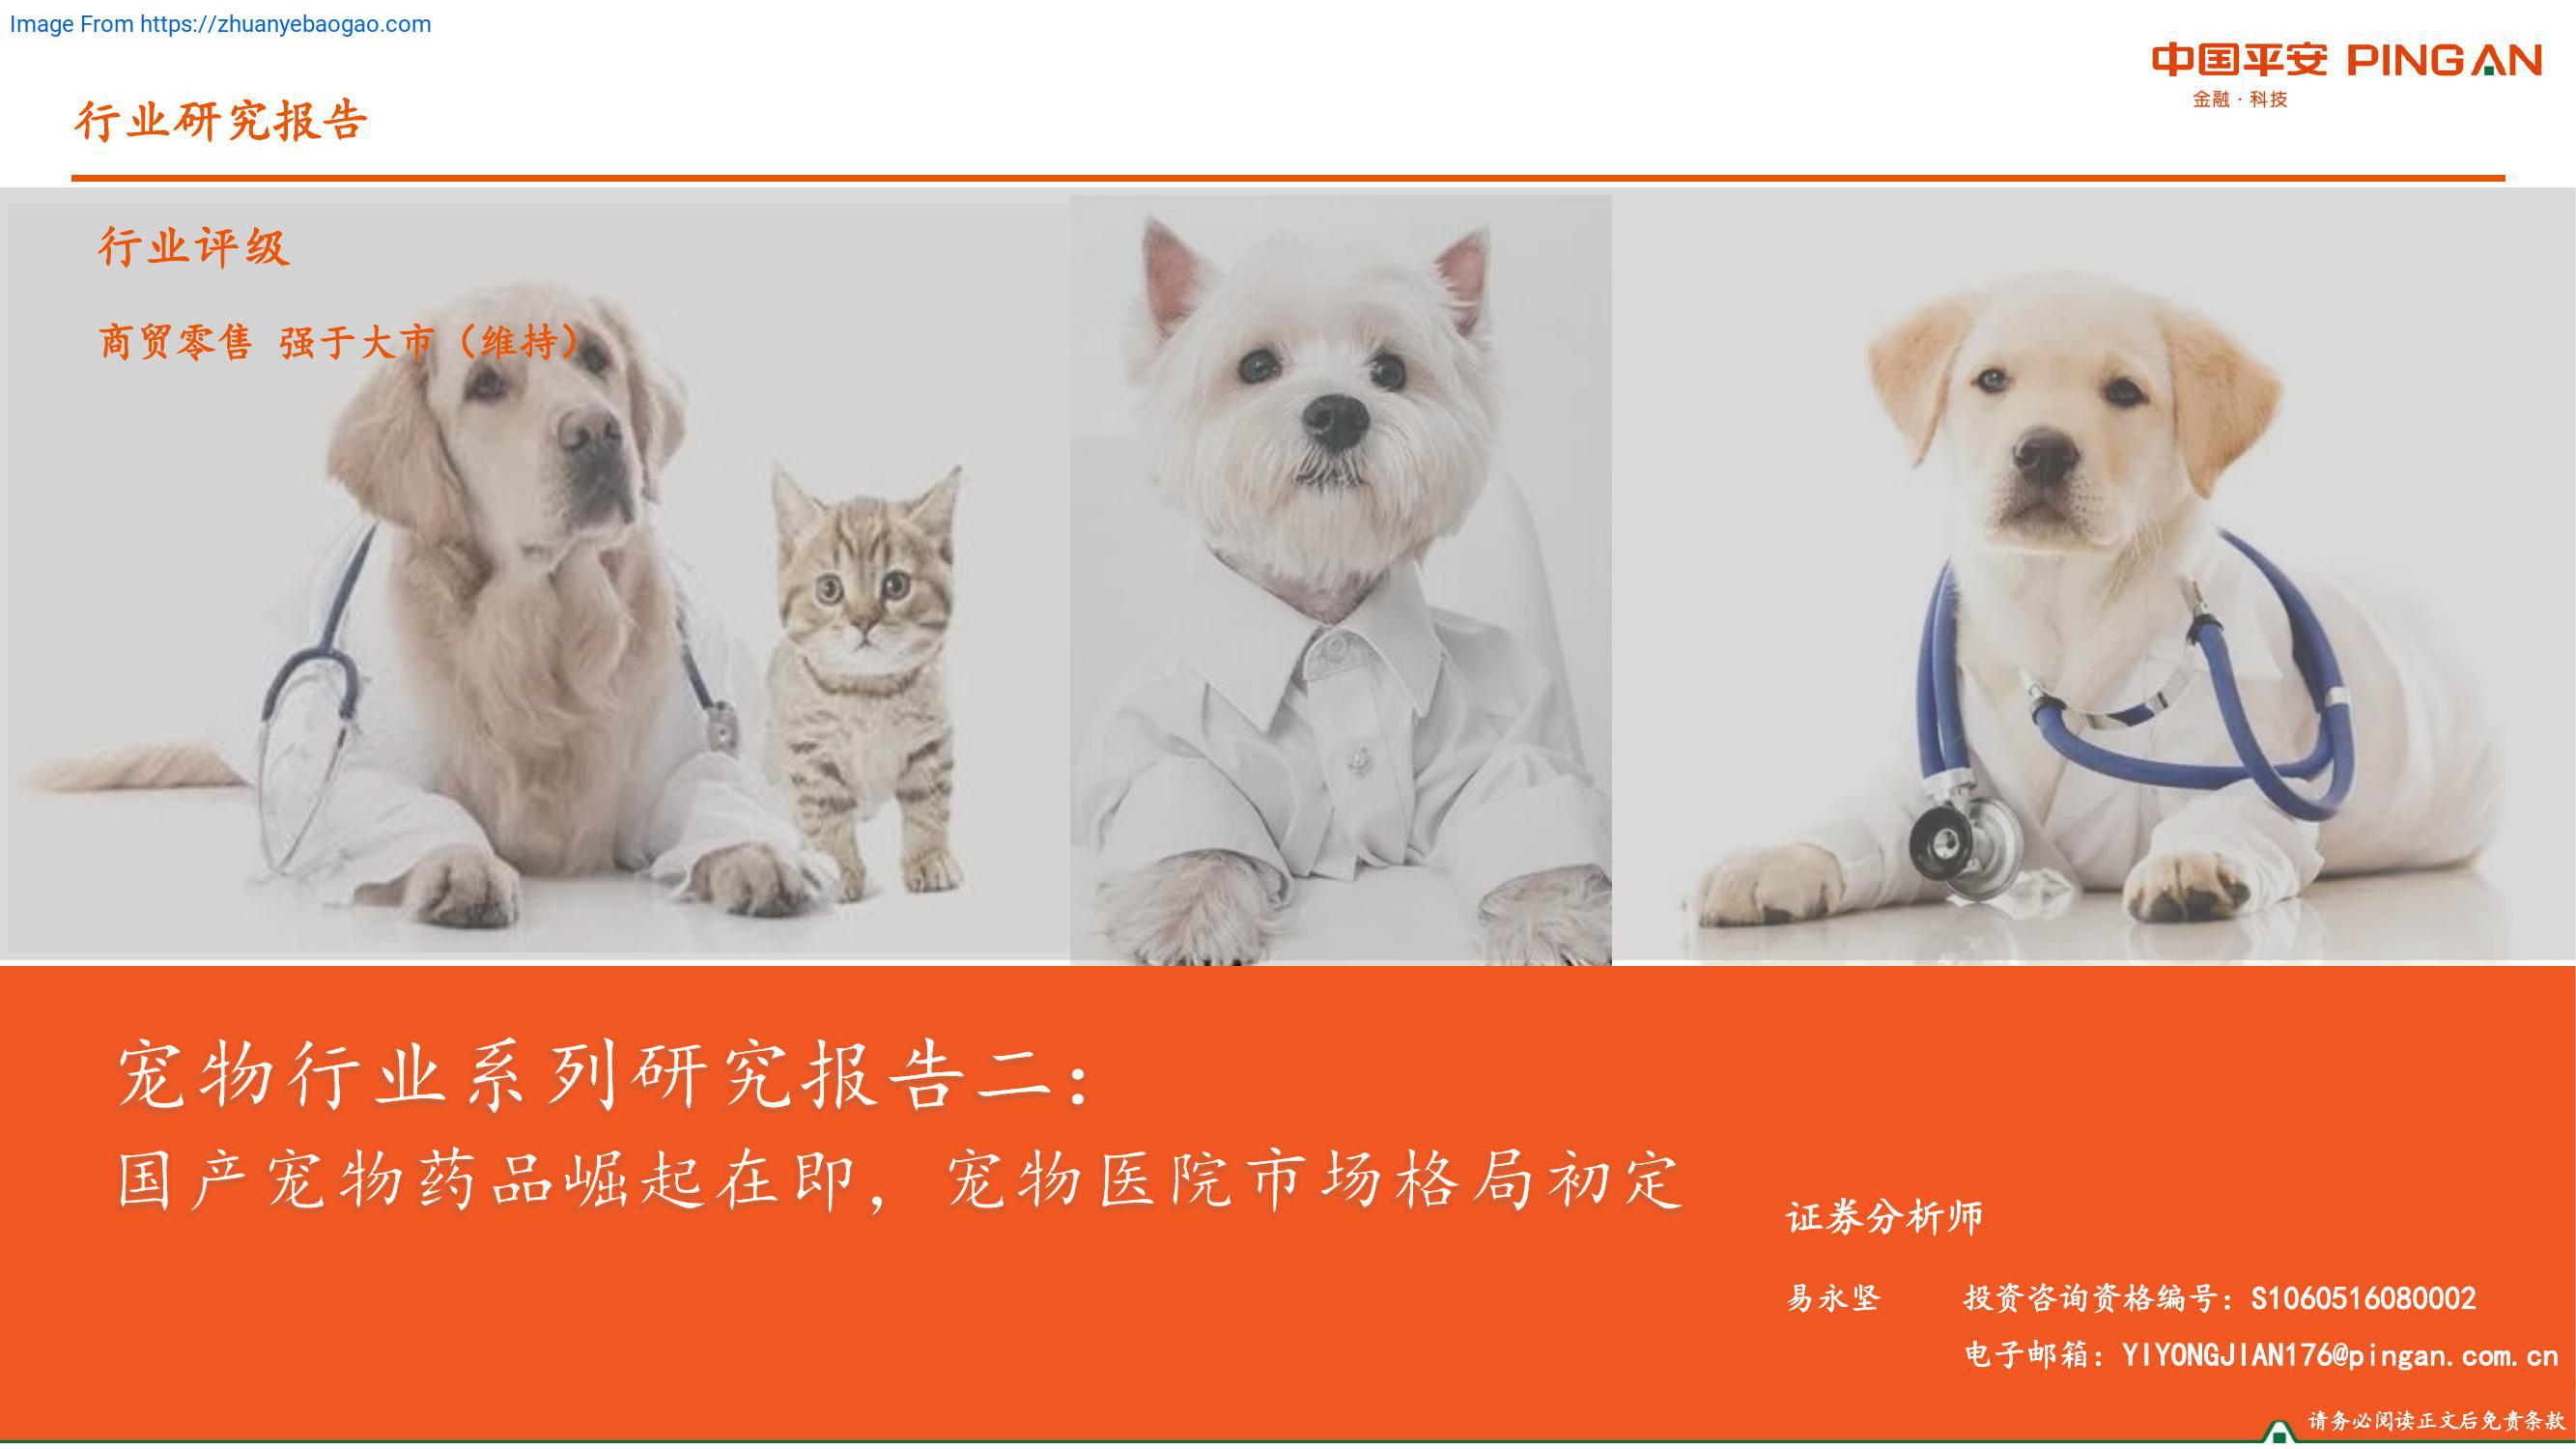 Image From https://zhuanyebaogao.com
中国平安 PINGAN
金融·科技
行业研究报告
行业评级
商贸零售 强于大市（维持）
宠物行业系列研究报告二：
国产宠物药品崛起在即，宠物医院市场格局初定
证券分析师
易永坚 投资咨询资格编号：S1060516080002
电子邮箱：YIYONGJIAN176@pingan.com.cn
请务必阅读正文后免责条款